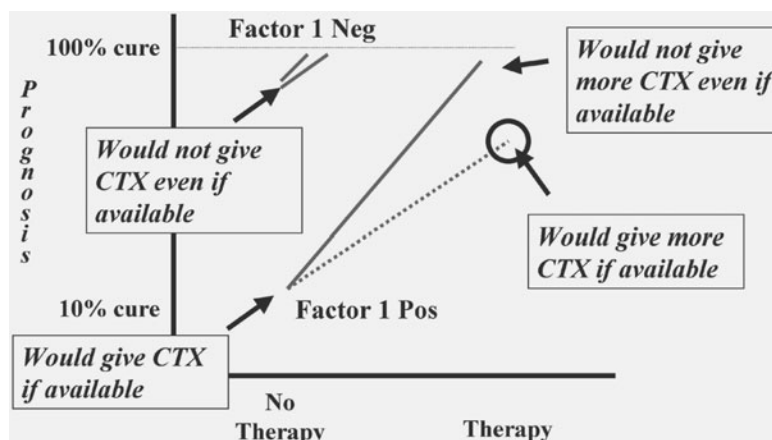 100% cure
Factor 1 Neg
Prognosis
Would not give
CTX even if
available
Would not give
more CTX even if
available
Would give more
CTX if available
10% cure
Factor 1 Pos
Would give CTX
if available
No
Therapy
Therapy